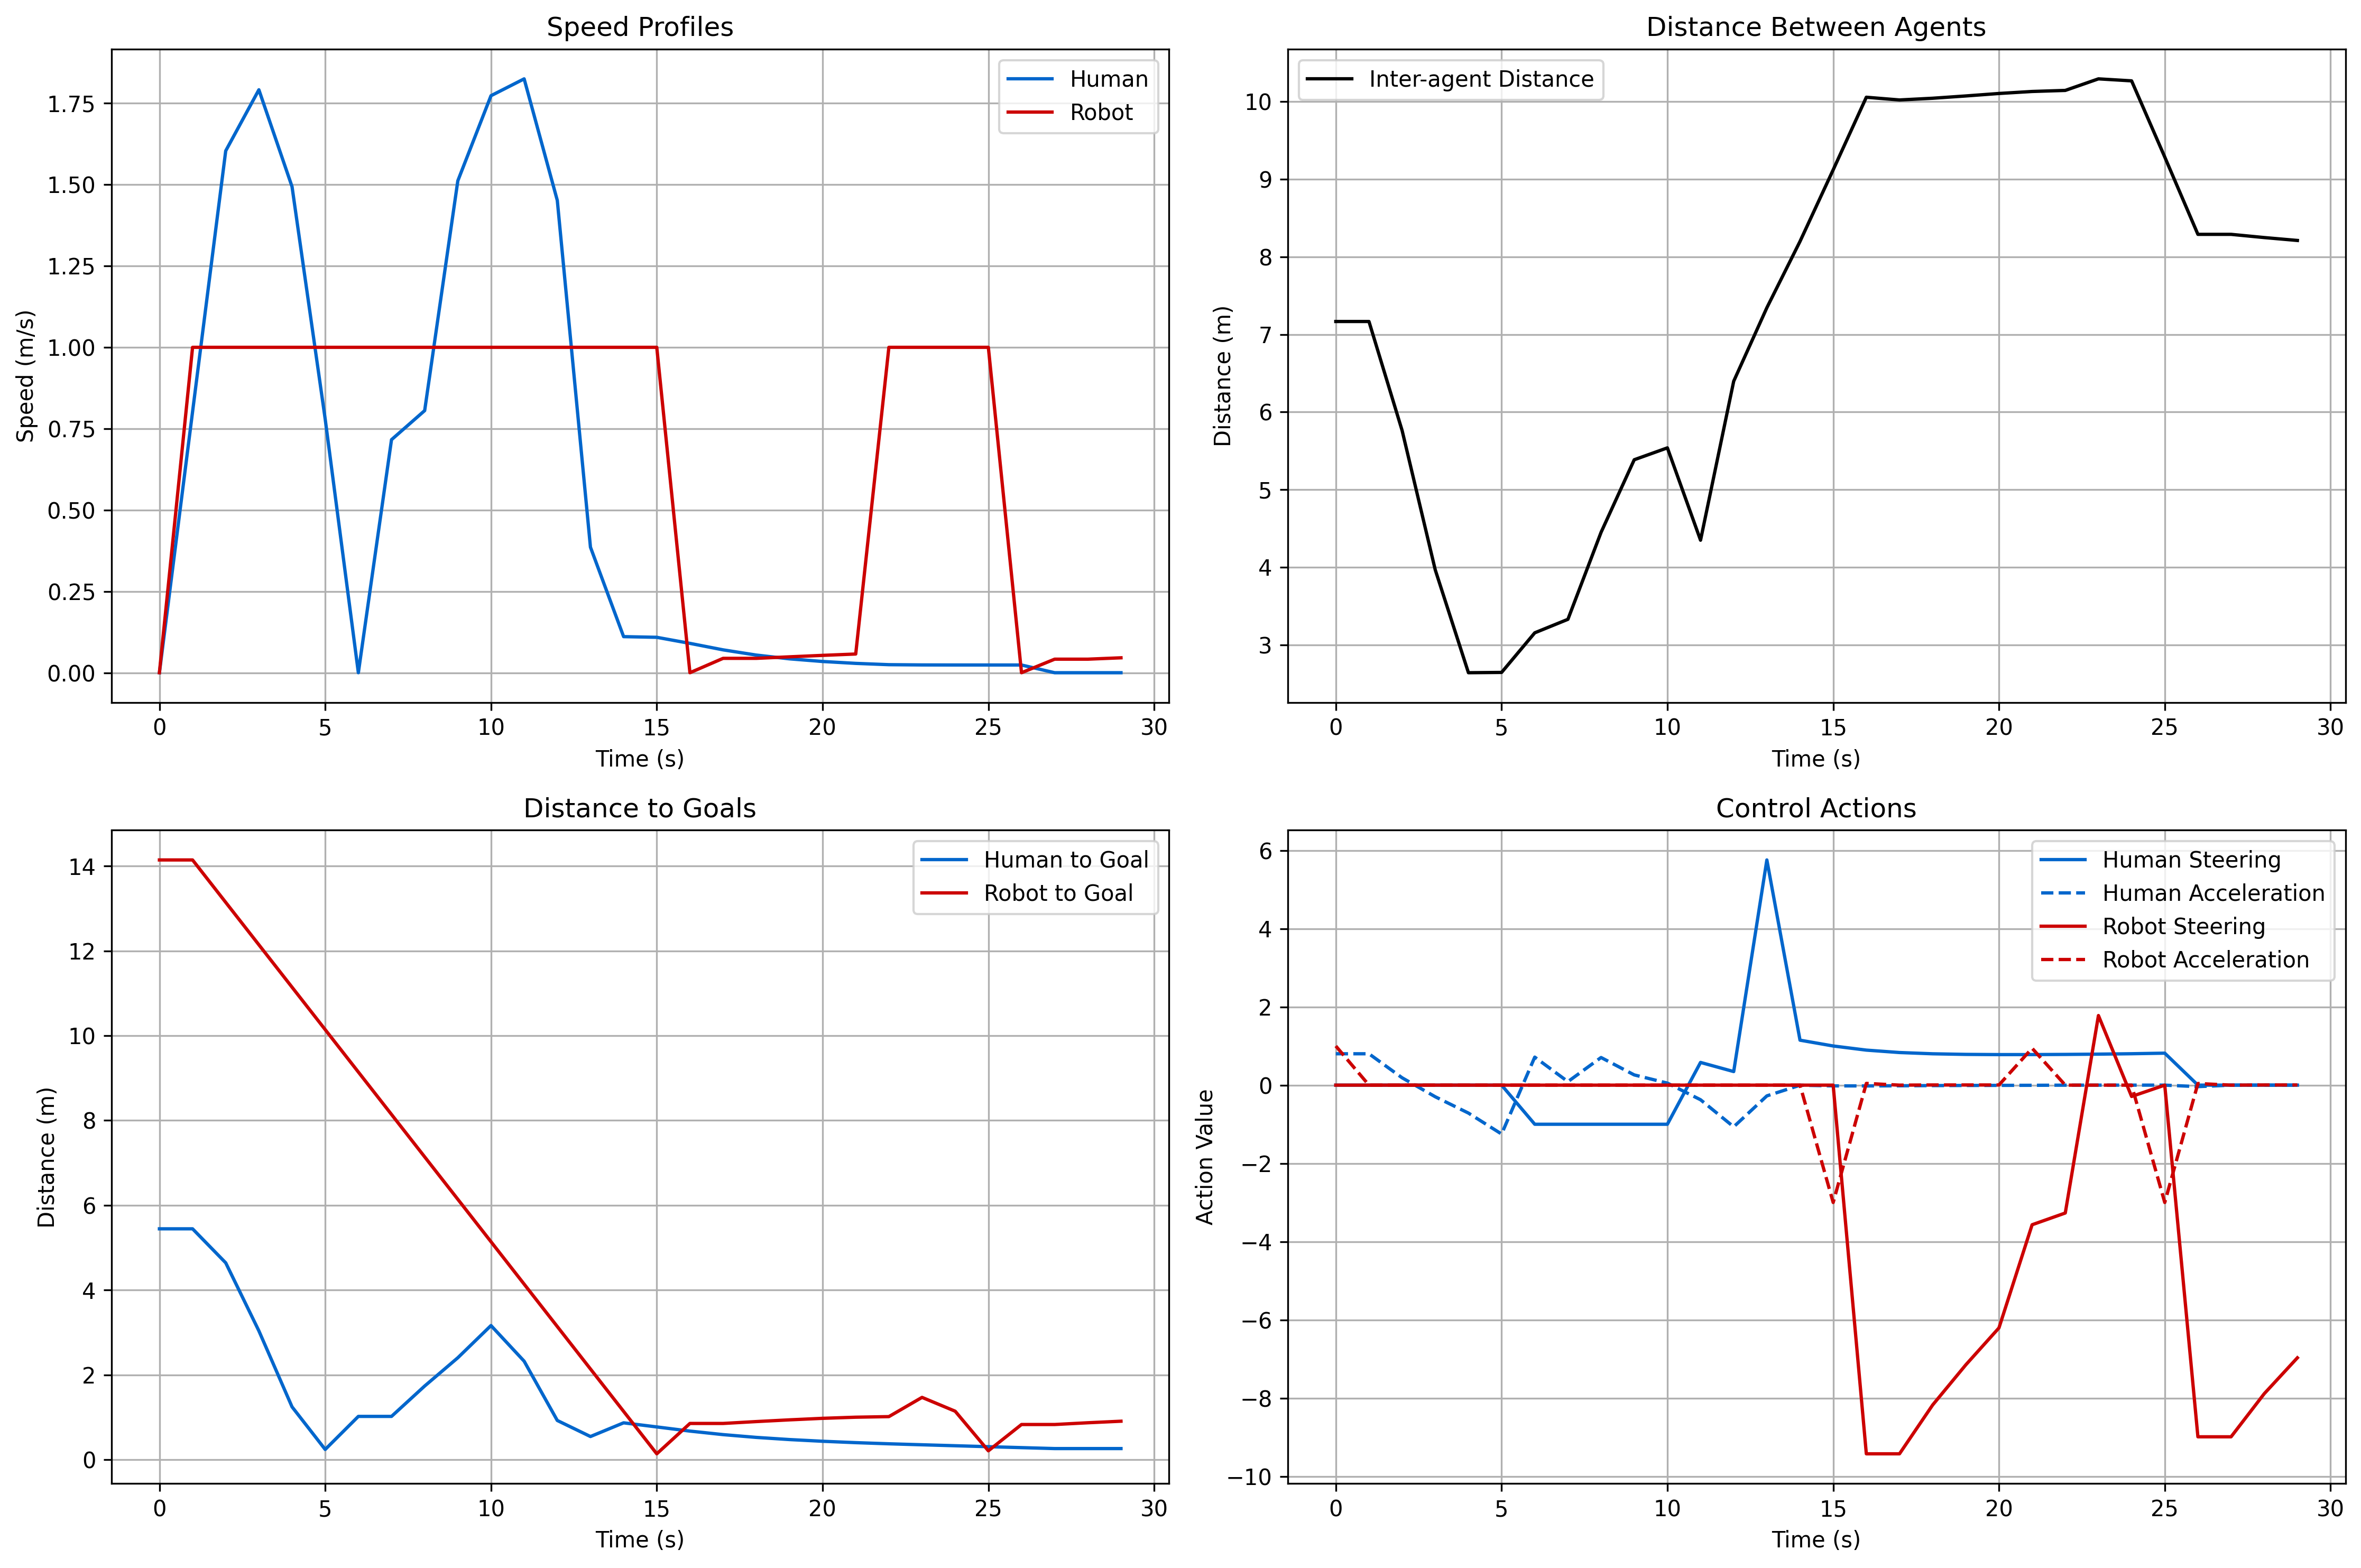 Speed Profiles
Human
Robot
1.75
1.50
1.25
1.00
0.75
0.50
0.25
0.00
Speed (m/s)
0 5 10 15 20 25 30
Time (s)
Distance Between Agents
Inter-agent Distance
10
9
8
7
6
5
4
3
Distance (m)
0 5 10 15 20 25 30
Time (s)
Distance to Goals
Human to Goal
Robot to Goal
14
12
10
8
6
4
2
0
Distance (m)
0 5 10 15 20 25 30
Time (s)
Control Actions
Human Steering
Human Acceleration
Robot Steering
Robot Acceleration
6
4
2
0
−2
−4
−6
−8
−10
Action Value
0 5 10 15 20 25 30
Time (s)